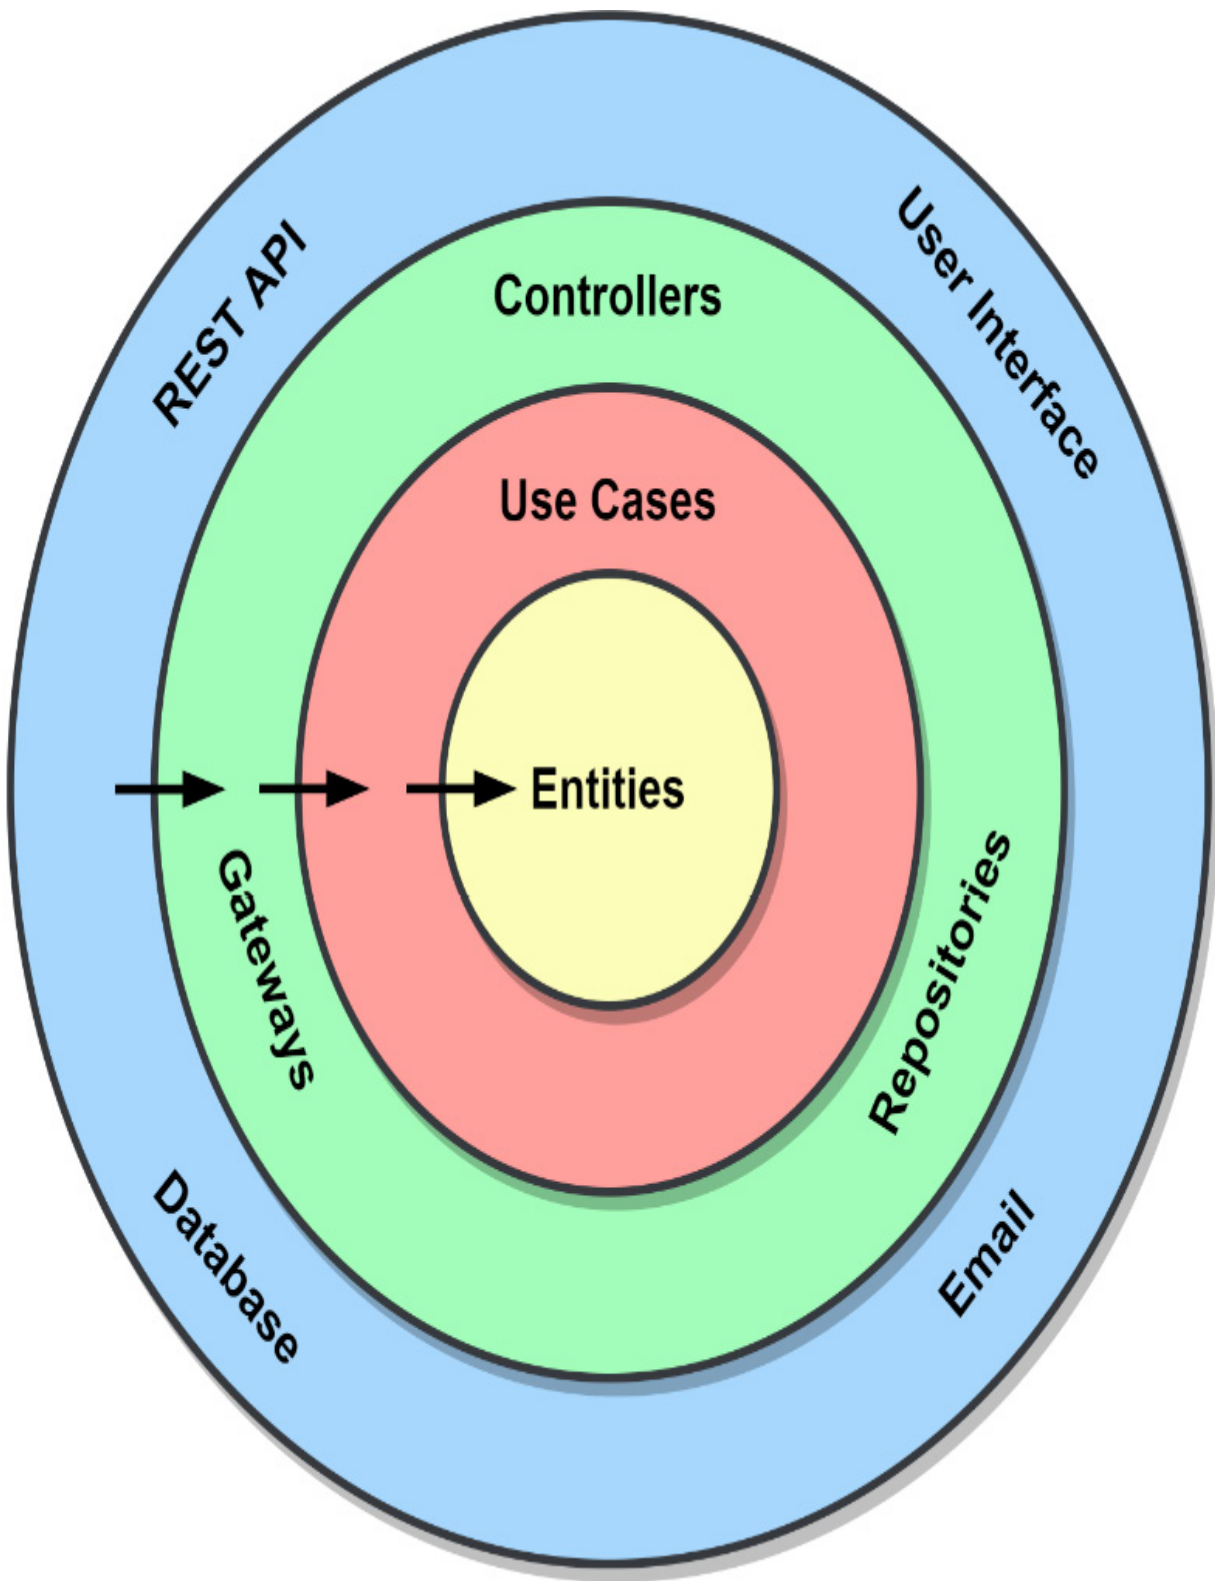 REST API
User Interface
Controllers
Use Cases
Entities
Gateways
Repositories
Database
Email